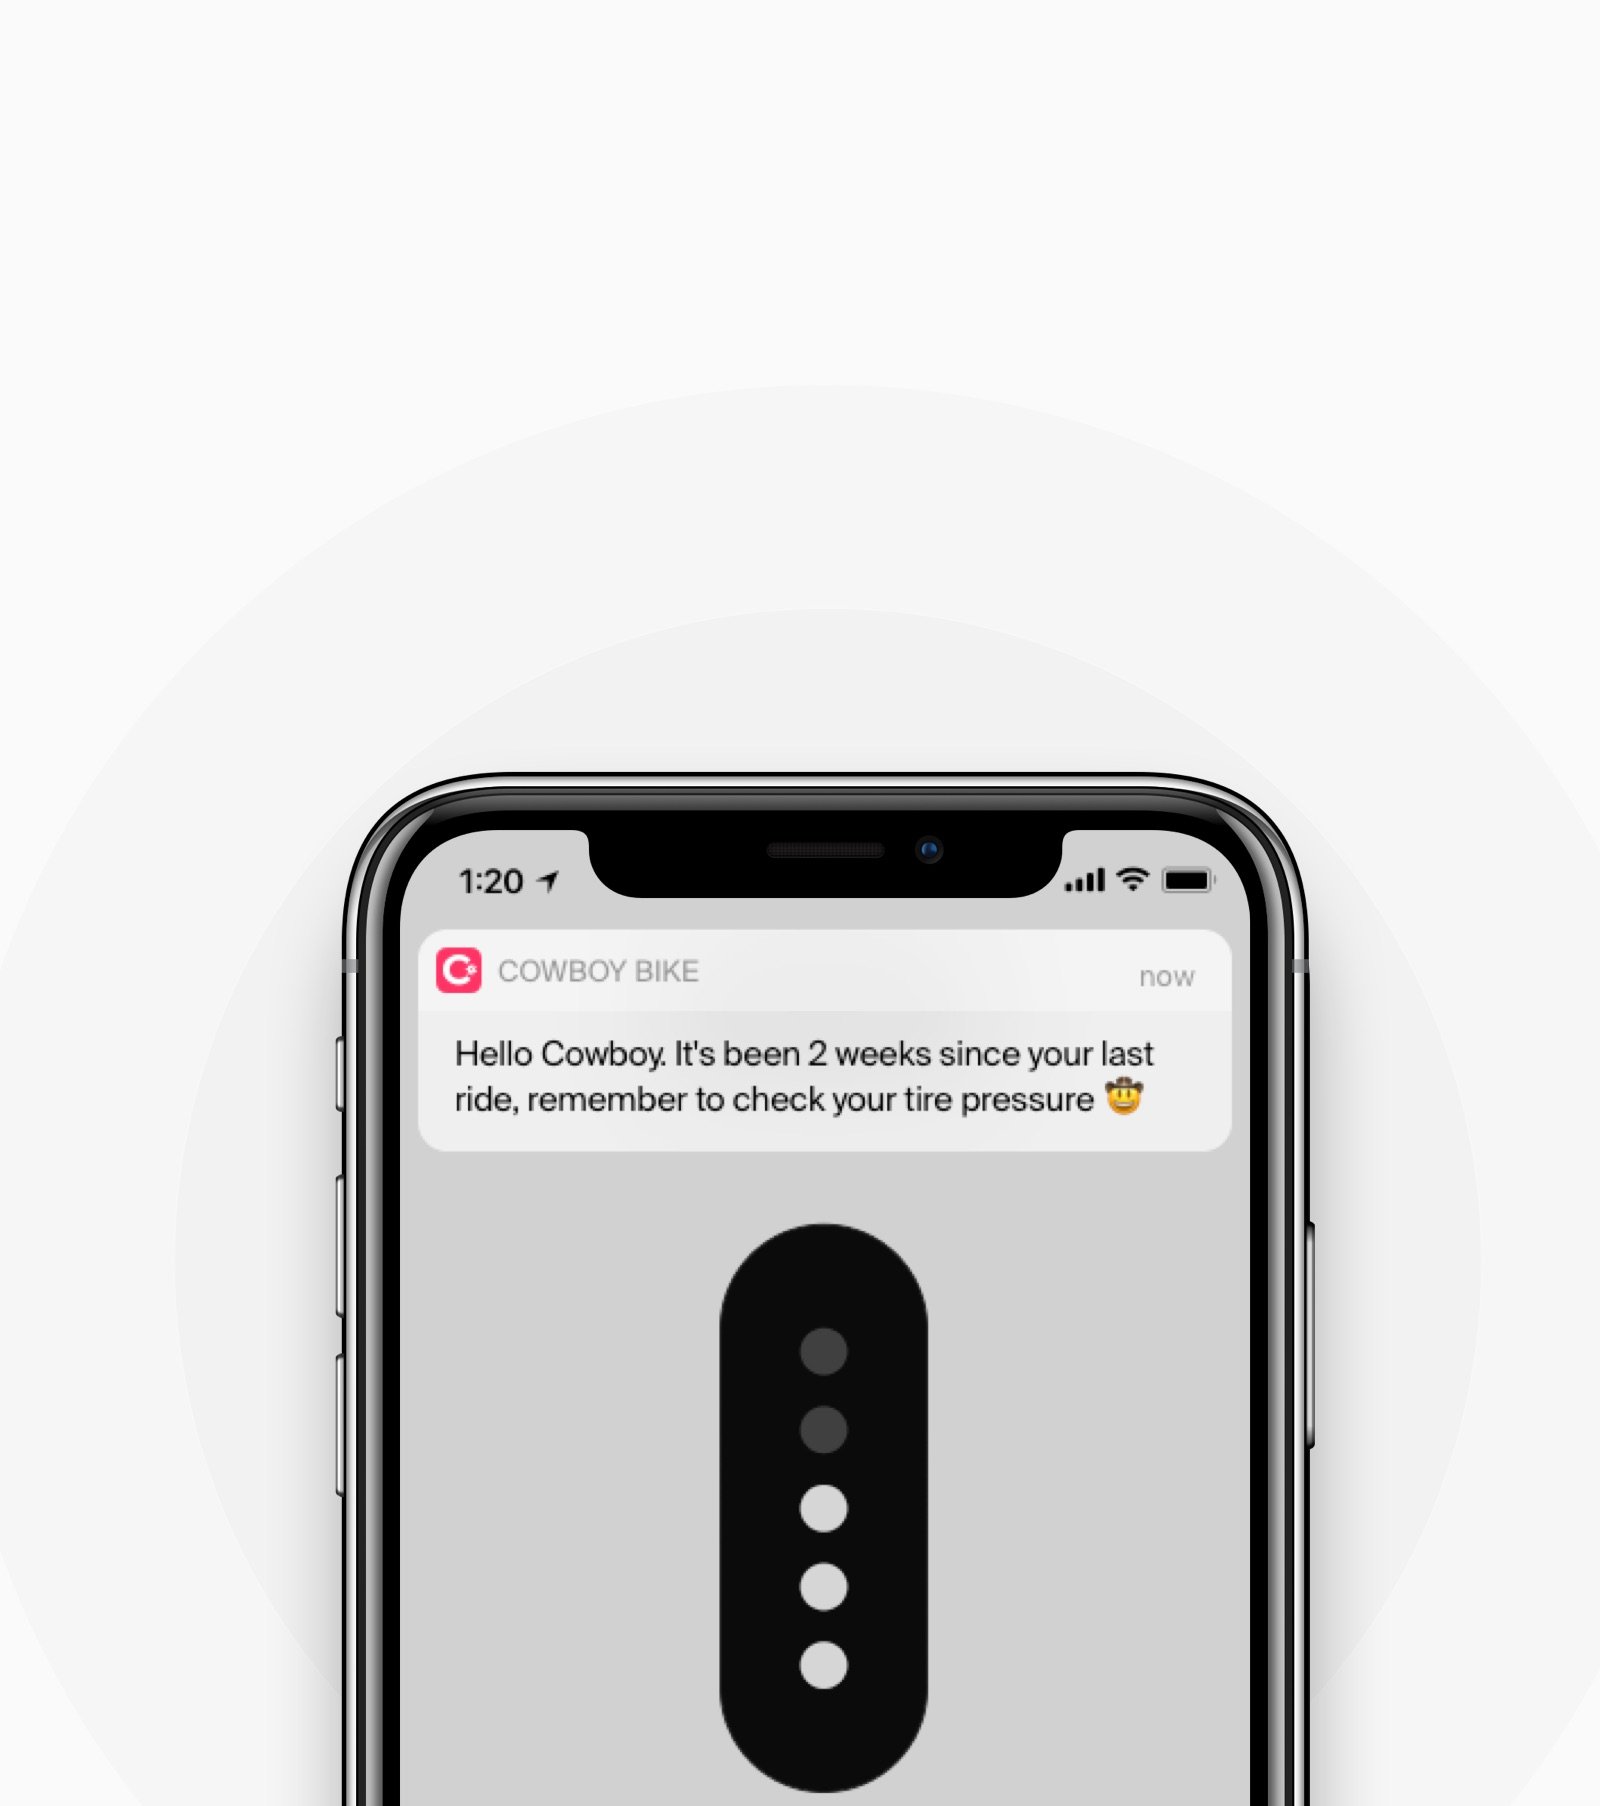 1:20
COWBOY BIKE
now
Hello Cowboy. It's been 2 weeks since your last
ride, remember to check your tire pressure 🤠